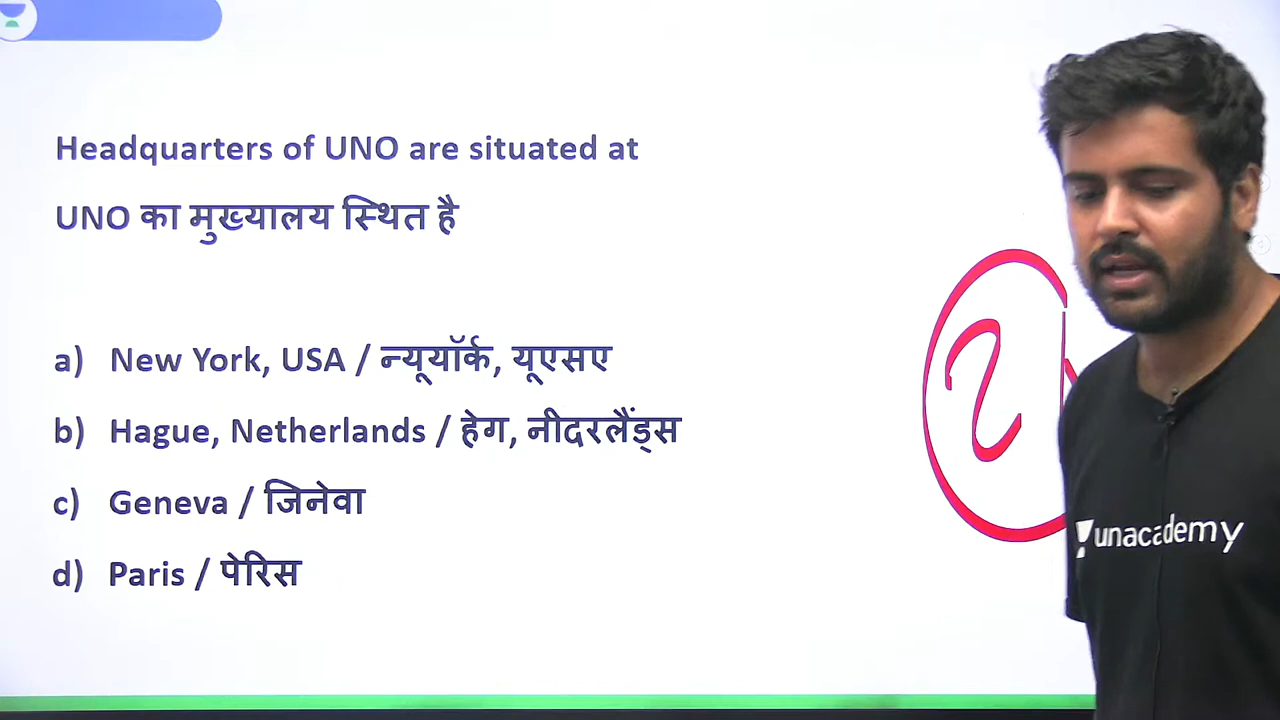 Headquarters of UNO are situated at
UNO का मुख्यालय स्थित है
a) New York, USA / न्यूयॉर्क, यूएसए
b) Hague, Netherlands / हेग, नीदरलैंड्स
c) Geneva / जिनेवा
d) Paris / पेरिस
unacademy